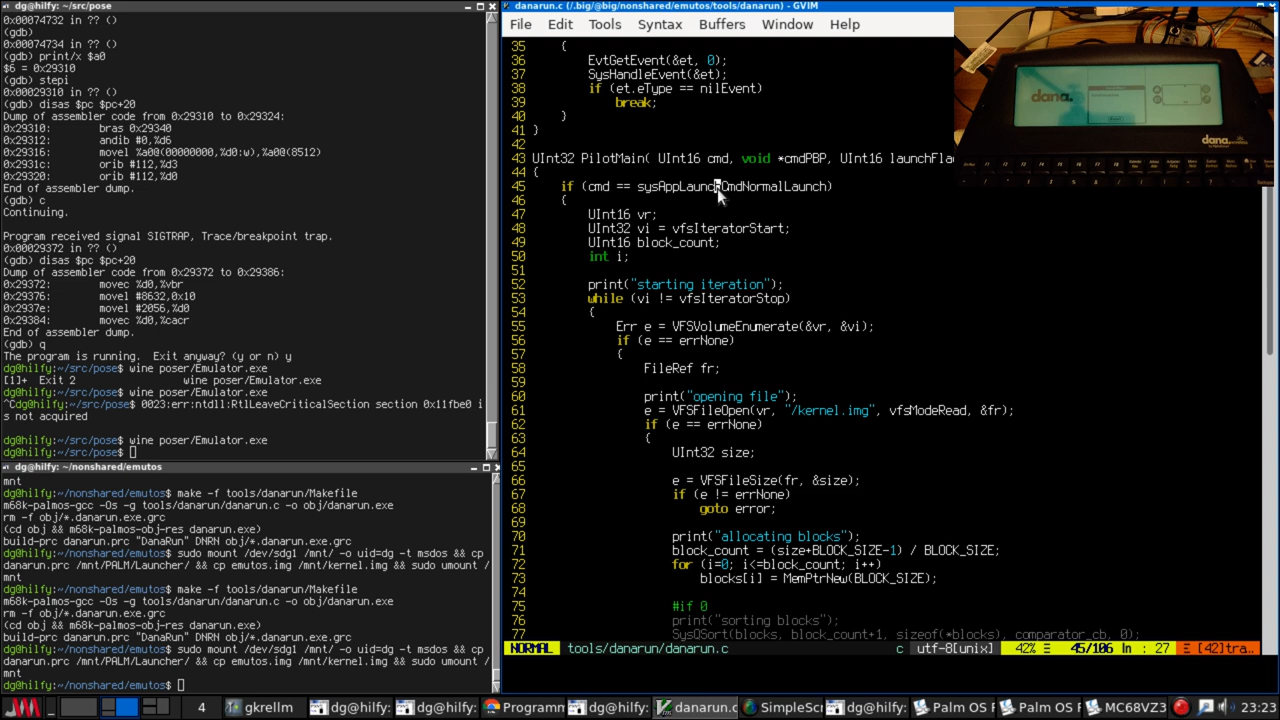 dg@hilfy: ~/src/pose
0x00074732 in ?? ()
(gdb)
0x00074734 in ?? ()
(gdb) print/x $a0
$6 = 0x29310
(gdb) stepi
0x00029310 in ?? ()
(gdb) disas $pc $pc+20
Dump of assembler code from 0x29310 to 0x29324:
0x29310: bras 0x29340
0x29312: andib #0,%d6
0x29316: movel %a0@(00000000,%d0:w),%a0@(8512)
0x2931c: orib #112,%d3
0x29320: orib #112,%d0
End of assembler dump.
(gdb) c
Continuing.
Program received signal SIGTRAP, Trace/breakpoint trap.
0x00029372 in ?? ()
(gdb) disas $pc $pc+20
Dump of assembler code from 0x29372 to 0x29386:
0x29372: movec %d0,%vbr
0x29376: movel #8632,0x10
0x2937e: movel #2056,%d0
0x29384: movec %d0,%cacr
End of assembler dump.
(gdb) q
The program is running.  Exit anyway? (y or n) y
dg@hilfy:~/src/pose$ wine poser/Emulator.exe
[1]+  Exit 2 wine poser/Emulator.exe
dg@hilfy:~/src/pose$ wine poser/Emulator.exe
^Cdg@hilfy:~/src/pose$ 0023:err:ntdll:RtlLeaveCriticalSection section 0x11fbe0 i
s not acquired
dg@hilfy:~/src/pose$ wine poser/Emulator.exe
dg@hilfy:~/src/pose$
dg@hilfy: ~/nonshared/emutos
mnt
dg@hilfy:~/nonshared/emutos$ make -f tools/danarun/Makefile
m68k-palmos-gcc -Os -g tools/danarun/danarun.c -o obj/danarun.exe
rm -f obj/*.danarun.exe.grc
(cd obj && m68k-palmos-obj-res danarun.exe)
build-prc danarun.prc "DanaRun" DNRN obj/*.danarun.exe.grc
dg@hilfy:~/nonshared/emutos$ sudo mount /dev/sdg1 /mnt/ -o uid=dg -t msdos && cp
danarun.prc /mnt/PALM/Launcher/ && cp emutos.img /mnt/kernel.img && sudo umount /
mnt
dg@hilfy:~/nonshared/emutos$ make -f tools/danarun/Makefile
m68k-palmos-gcc -Os -g tools/danarun/danarun.c -o obj/danarun.exe
rm -f obj/*.danarun.exe.grc
(cd obj && m68k-palmos-obj-res danarun.exe)
build-prc danarun.prc "DanaRun" DNRN obj/*.danarun.exe.grc
dg@hilfy:~/nonshared/emutos$ sudo mount /dev/sdg1 /mnt/ -o uid=dg -t msdos && cp
danarun.prc /mnt/PALM/Launcher/ && cp emutos.img /mnt/kernel.img && sudo umount /
mnt
dg@hilfy:~/nonshared/emutos$
danarun.c (/.big/@big/nonshared/emutos/tools/danarun) - GVIM
File Edit Tools Syntax Buffers Window Help
35 {
36 EvtGetEvent(&et, 0);
37 SysHandleEvent(&et);
38 if (et.eType == nilEvent)
39 break;
40 }
41 }
42
43 UInt32 PilotMain( UInt16 cmd, void *cmdPBP, UInt16 launchFla
44 {
45 if (cmd == sysAppLaunchCmdNormalLaunch)
46 {
47 UInt16 vr;
48 UInt32 vi = vfsIteratorStart;
49 UInt16 block_count;
50 int i;
51
52 print("starting iteration");
53 while (vi != vfsIteratorStop)
54 {
55 Err e = VFSVolumeEnumerate(&vr, &vi);
56 if (e == errNone)
57 {
58 FileRef fr;
59
60 print("opening file");
61 e = VFSFileOpen(vr, "/kernel.img", vfsModeRead, &fr);
62 if (e == errNone)
63 {
64 UInt32 size;
65
66 e = VFSFileSize(fr, &size);
67 if (e != errNone)
68 goto error;
69
70 print("allocating blocks");
71 block_count = (size+BLOCK_SIZE-1) / BLOCK_SIZE;
72 for (i=0; i<=block_count; i++)
73 blocks[i] = MemPtrNew(BLOCK_SIZE);
74
75 #if 0
76 print("sorting blocks");
77 SysQSort(blocks, block_count+1, sizeof(*blocks), comparator_cb, 0);
NORMAL tools/danarun/danarun.c c utf-8[unix] 42% ☰ 45/106 ln : 27 Ξ [42]tra..
dana.
dana
4 gkrellm dg@hilfy: dg@hilfy: Programm dg@hilfy: danarun.c SimpleScr dg@hilfy: Palm OS F Palm OS F MC68VZ3 23:23